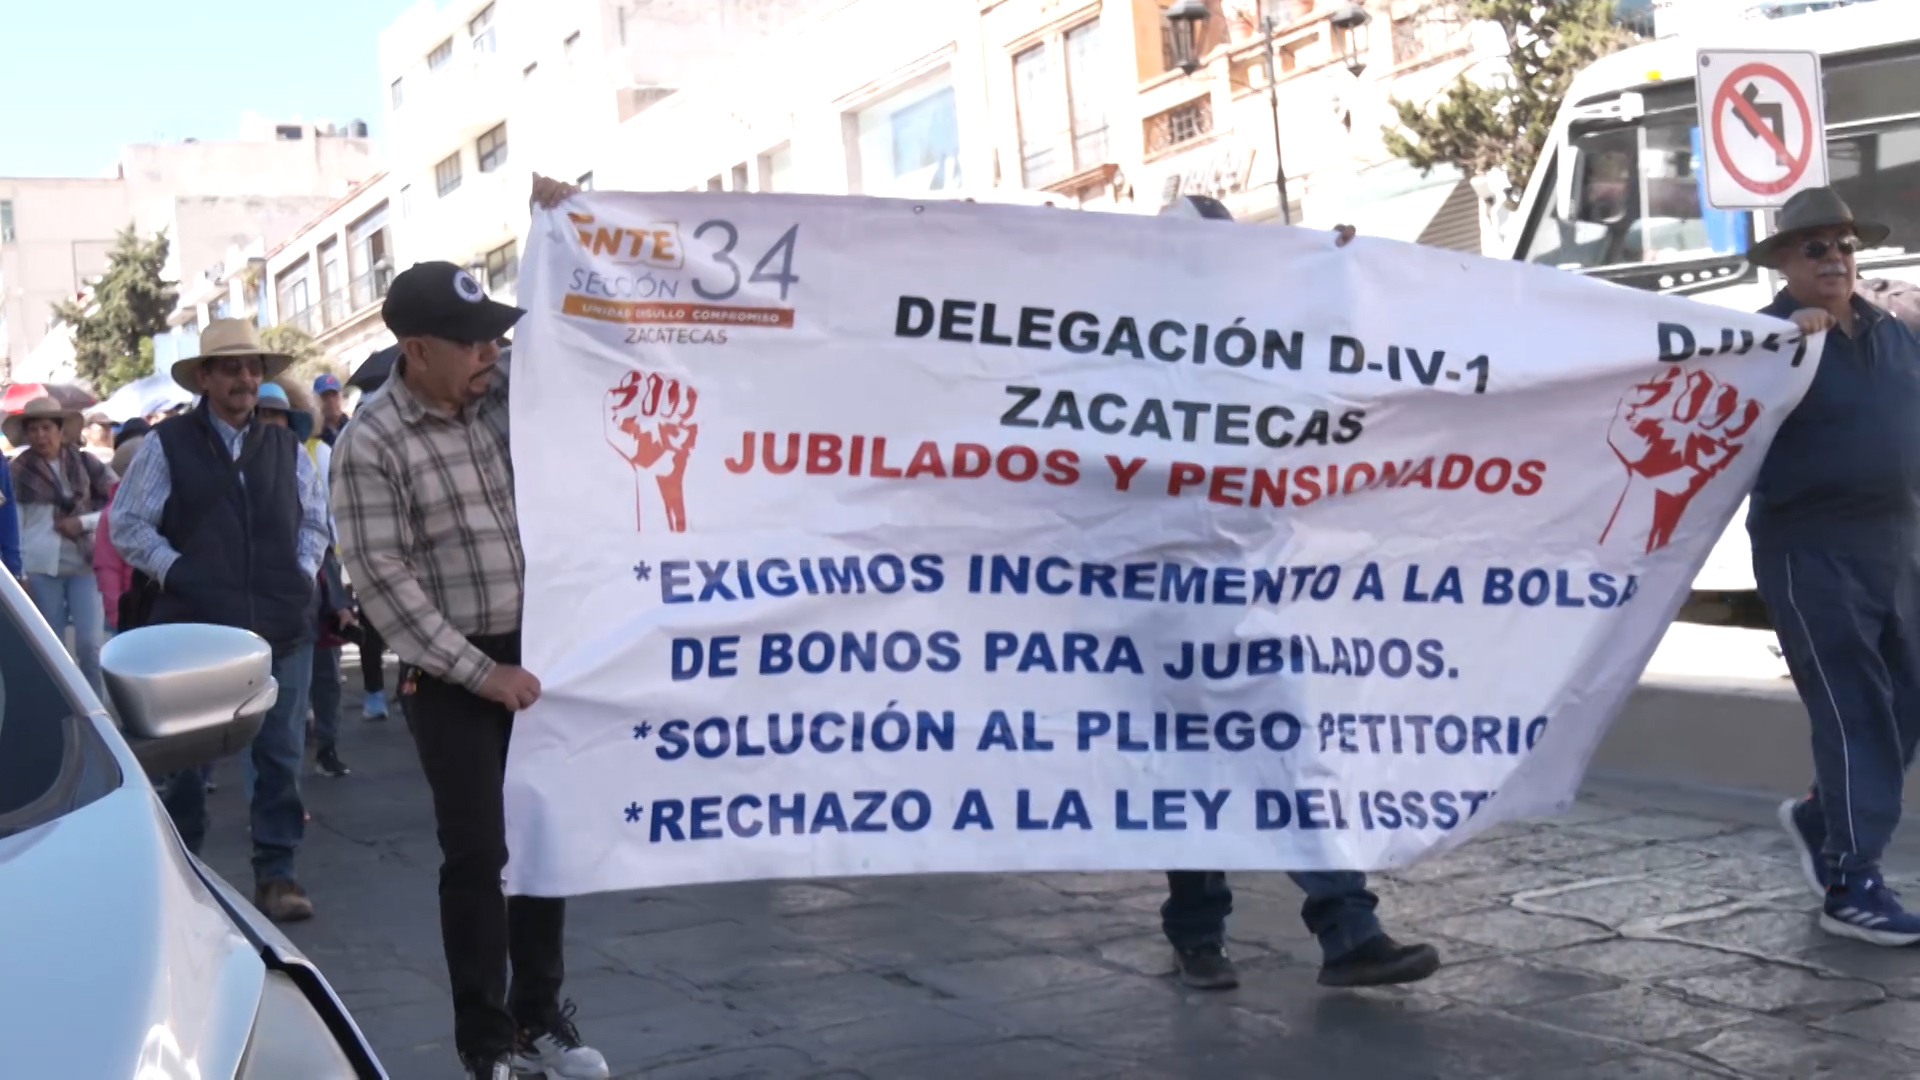 SNTE 34
SECCIÓN
UNIDAD ORGULLO COMPROMISO
ZACATECAS
DELEGACIÓN D-IV-1
ZACATECAS
JUBILADOS Y PENSIONADOS
*EXIGIMOS INCREMENTO A LA BOLSA
DE BONOS PARA JUBILADOS.
*SOLUCIÓN AL PLIEGO PETITORIO
*RECHAZO A LA LEY DEL ISSST